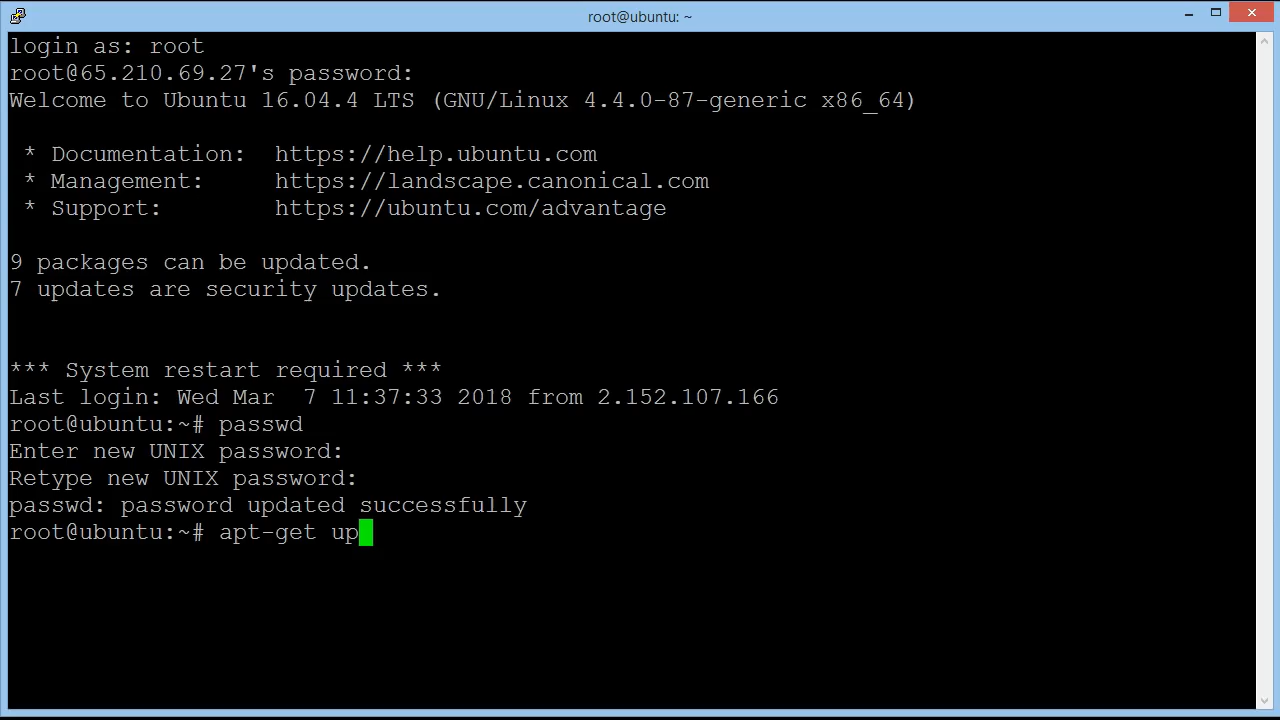 root@ubuntu: ~
login as: root
root@65.210.69.27's password:
Welcome to Ubuntu 16.04.4 LTS (GNU/Linux 4.4.0-87-generic x86_64)
* Documentation:  https://help.ubuntu.com
* Management:     https://landscape.canonical.com
* Support:        https://ubuntu.com/advantage
9 packages can be updated.
7 updates are security updates.
*** System restart required ***
Last login: Wed Mar  7 11:37:33 2018 from 2.152.107.166
root@ubuntu:~# passwd
Enter new UNIX password:
Retype new UNIX password:
passwd: password updated successfully
root@ubuntu:~# apt-get up